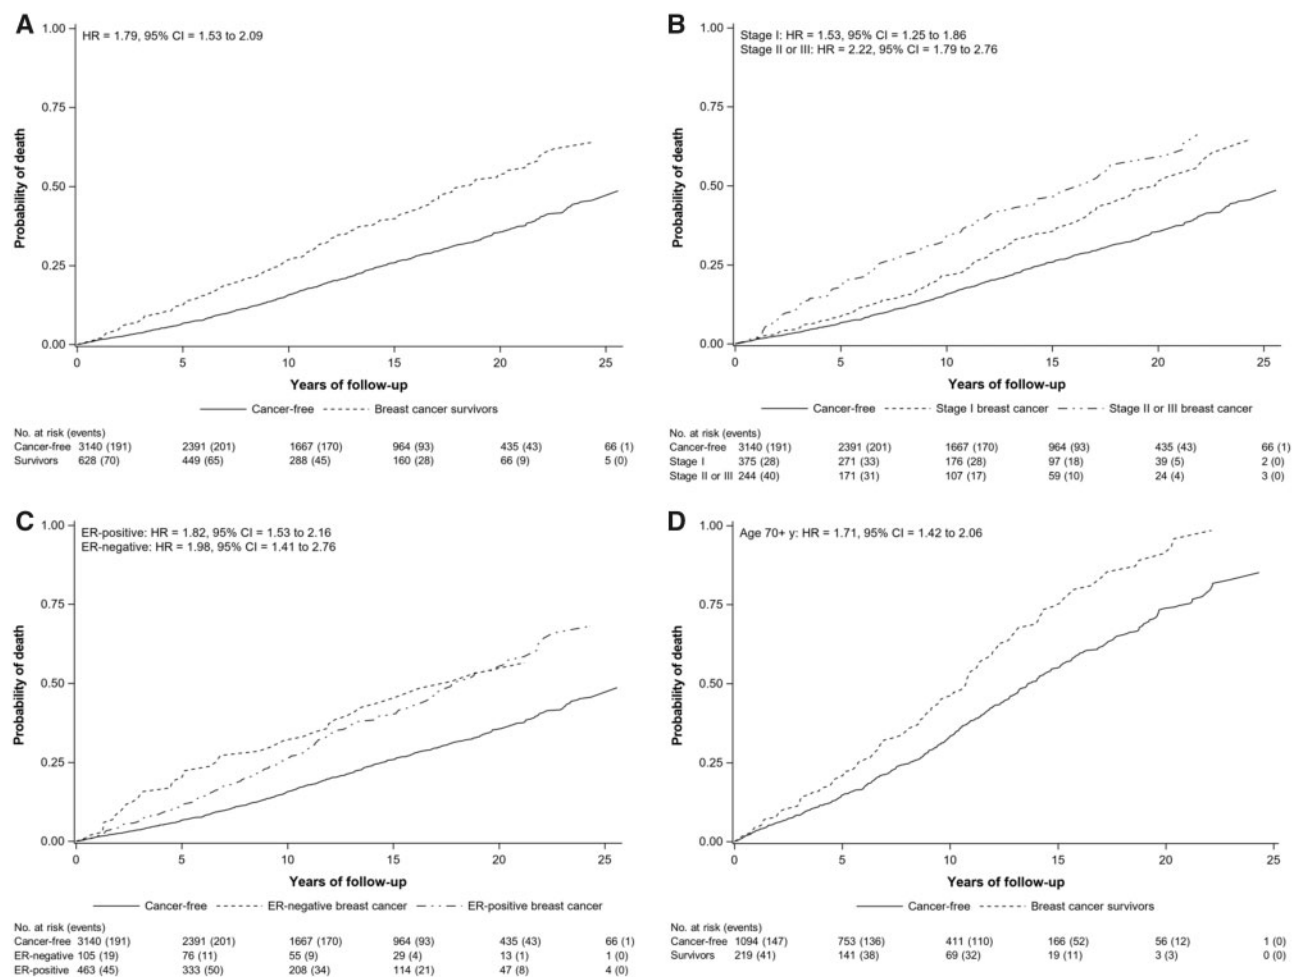 A
HR = 1.79, 95% CI = 1.53 to 2.09
Probability of death
1.00
0.75
0.50
0.25
0.00
0 5 10 15 20 25
Years of follow-up
Cancer-free Breast cancer survivors
No. at risk (events)
Cancer-free 3140 (191) 2391 (201) 1667 (170) 964 (93) 435 (43) 66 (1)
Survivors 628 (70) 449 (65) 288 (45) 160 (28) 66 (9) 5 (0)
B
Stage I: HR = 1.53, 95% CI = 1.25 to 1.86
Stage II or III: HR = 2.22, 95% CI = 1.79 to 2.76
Probability of death
1.00
0.75
0.50
0.25
0.00
0 5 10 15 20 25
Years of follow-up
Cancer-free Stage I breast cancer Stage II or III breast cancer
No. at risk (events)
Cancer-free 3140 (191) 2391 (201) 1667 (170) 964 (93) 435 (43) 66 (1)
Stage I 375 (28) 271 (33) 176 (28) 97 (18) 39 (5) 2 (0)
Stage II or III 244 (40) 171 (31) 107 (17) 59 (10) 24 (4) 3 (0)
C
ER-positive: HR = 1.82, 95% CI = 1.53 to 2.16
ER-negative: HR = 1.98, 95% CI = 1.41 to 2.76
Probability of death
1.00
0.75
0.50
0.25
0.00
0 5 10 15 20 25
Years of follow-up
Cancer-free ER-negative breast cancer ER-positive breast cancer
No. at risk (events)
Cancer-free 3140 (191) 2391 (201) 1667 (170) 964 (93) 435 (43) 66 (1)
ER-negative 105 (19) 76 (11) 55 (9) 29 (4) 13 (1) 1 (0)
ER-positive 463 (45) 333 (50) 208 (34) 114 (21) 47 (8) 4 (0)
D
Age 70+ y: HR = 1.71, 95% CI = 1.42 to 2.06
Probability of death
1.00
0.75
0.50
0.25
0.00
0 5 10 15 20 25
Years of follow-up
Cancer-free Breast cancer survivors
No. at risk (events)
Cancer-free 1094 (147) 753 (136) 411 (110) 166 (52) 56 (12) 1 (0)
Survivors 219 (41) 141 (38) 69 (32) 19 (11) 3 (3) 0 (0)